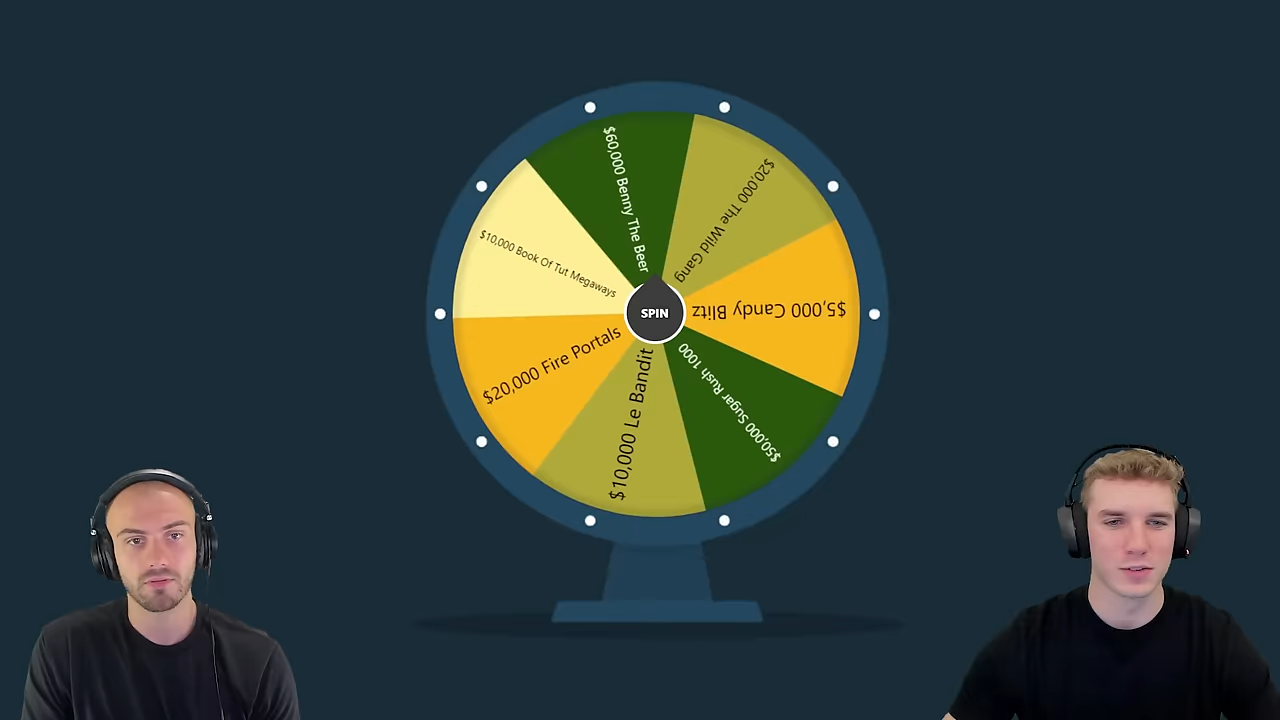 $60,000 Benny The Beer
$20,000 The Wild Gang
$5,000 Candy Blitz
$50,000 Sugar Rush 1000
$10,000 Le Bandit
$20,000 Fire Portals
$10,000 Book Of Tut Megaways
SPIN